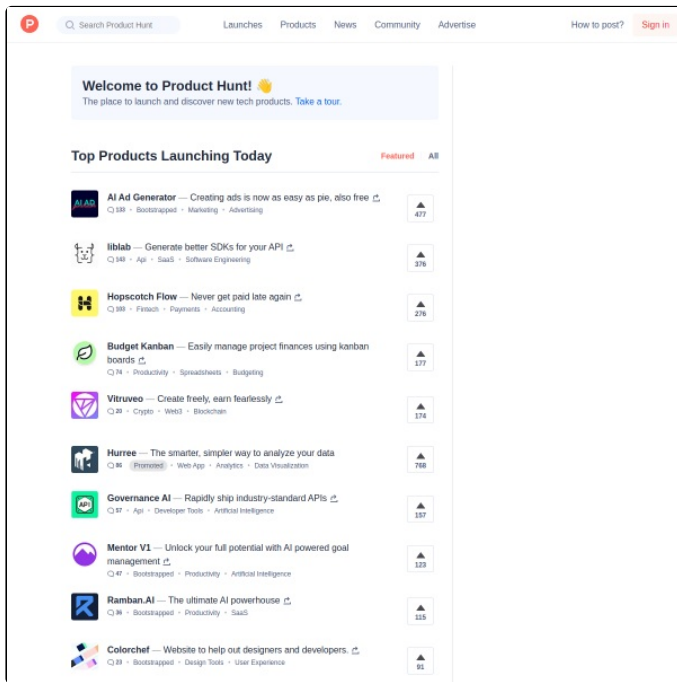 P
Search Product Hunt
Launches
Products
News
Community
Advertise
How to post?
Sign in
Welcome to Product Hunt! 👋
The place to launch and discover new tech products. Take a tour.
Top Products Launching Today
Featured
All
AI AD
AI Ad Generator — Creating ads is now as easy as pie, also free
133 • Bootstrapped • Marketing • Advertising
477
liblab — Generate better SDKs for your API
143 • Api • SaaS • Software Engineering
376
Hopscotch Flow — Never get paid late again
103 • Fintech • Payments • Accounting
276
Budget Kanban — Easily manage project finances using kanban
boards
74 • Productivity • Spreadsheets • Budgeting
177
Vitruveo — Create freely, earn fearlessly
20 • Crypto • Web3 • Blockchain
174
Hurree — The smarter, simpler way to analyze your data
86 Promoted • Web App • Analytics • Data Visualization
768
API
Governance AI — Rapidly ship industry-standard APIs
57 • Api • Developer Tools • Artificial Intelligence
157
Mentor V1 — Unlock your full potential with AI powered goal
management
47 • Bootstrapped • Productivity • Artificial Intelligence
123
Ramban.AI — The ultimate AI powerhouse
36 • Bootstrapped • Productivity • SaaS
115
Colorchef — Website to help out designers and developers.
23 • Bootstrapped • Design Tools • User Experience
91